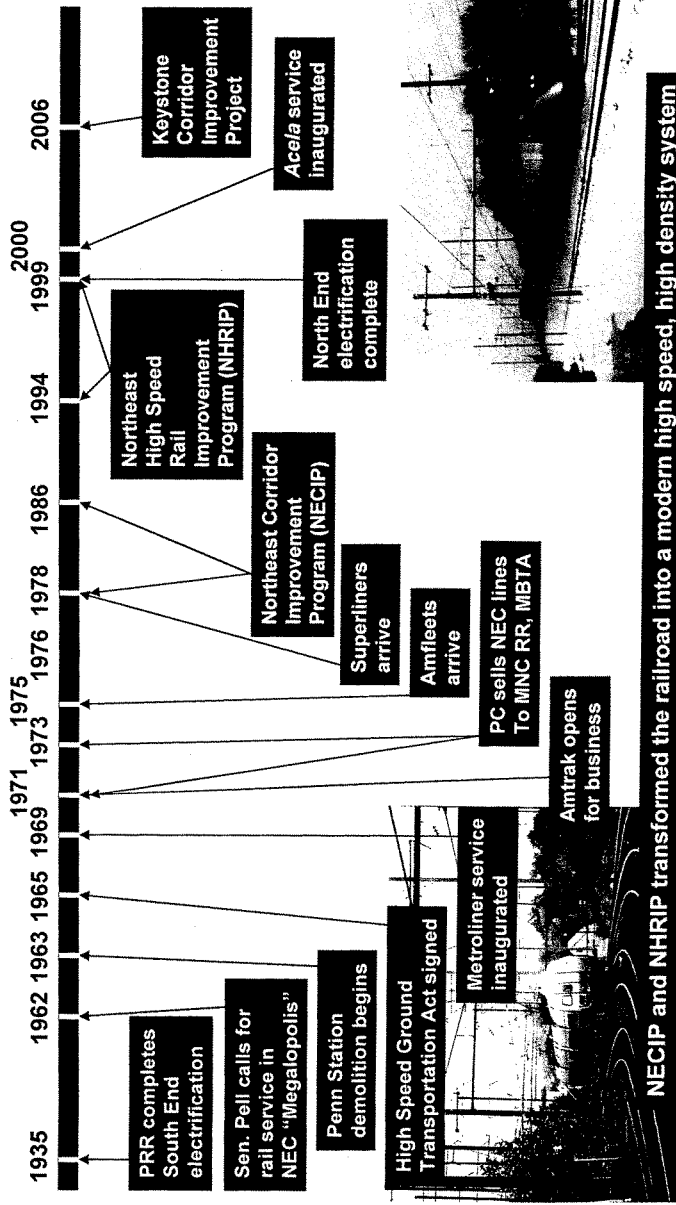 1935
1962
1963
1965
1969
1971
1973
1975
1976
1978
1986
1994
1999
2000
2006
PRR completes
South End
electrification
Sen. Pell calls for
rail service in
NEC “Megalopolis”
Penn Station
demolition begins
High Speed Ground
Transportation Act signed
Metroliner service
inaugurated
Amtrak opens
for business
PC sells NEC lines
To MNC RR, MBTA
Amfleets
arrive
Superliners
arrive
Northeast Corridor
Improvement
Program (NECIP)
Northeast
High Speed
Rail
Improvement
Program (NHRIP)
North End
electrification
complete
Acela service
inaugurated
Keystone
Corridor
Improvement
Project
NECIP and NHRIP transformed the railroad into a modern high speed, high density system